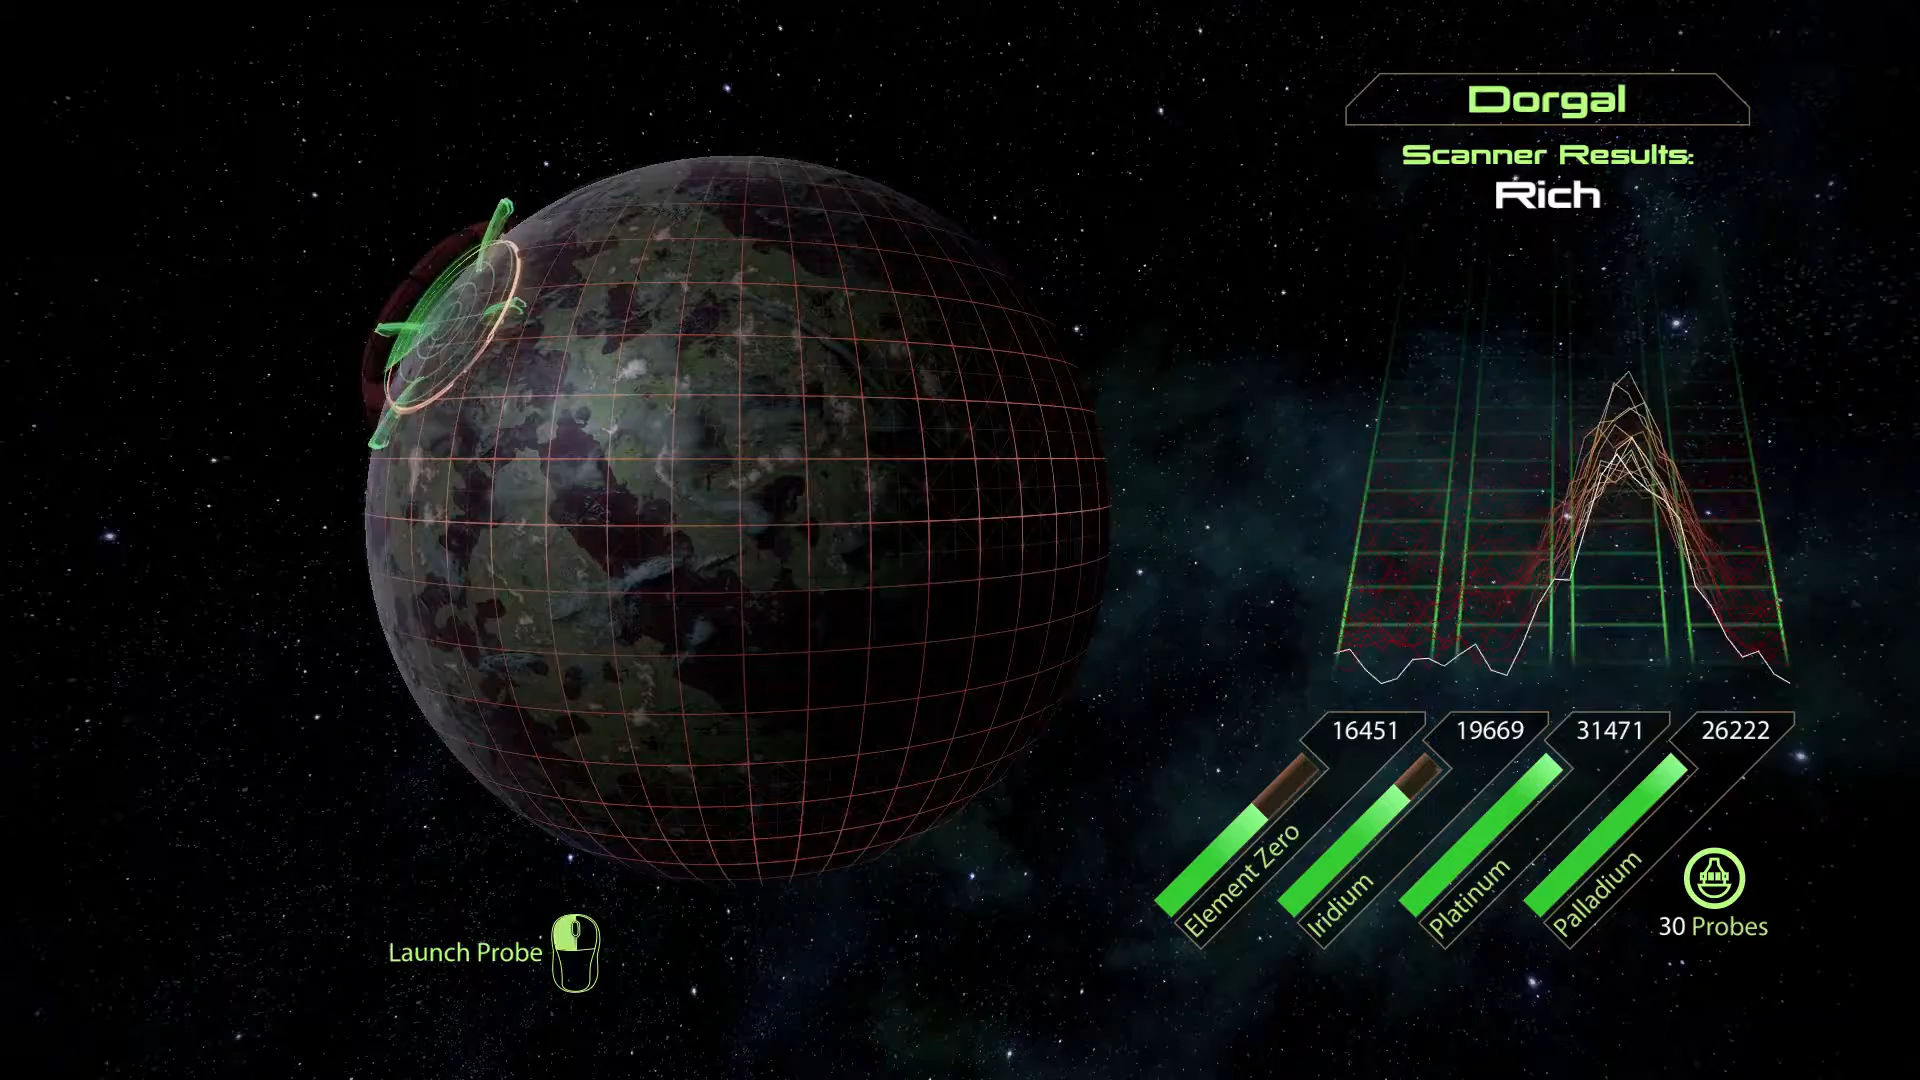 Dorgal
Scanner Results:
Rich
16451
19669
31471
26222
Element Zero
Iridium
Platinum
Palladium
30 Probes
Launch Probe